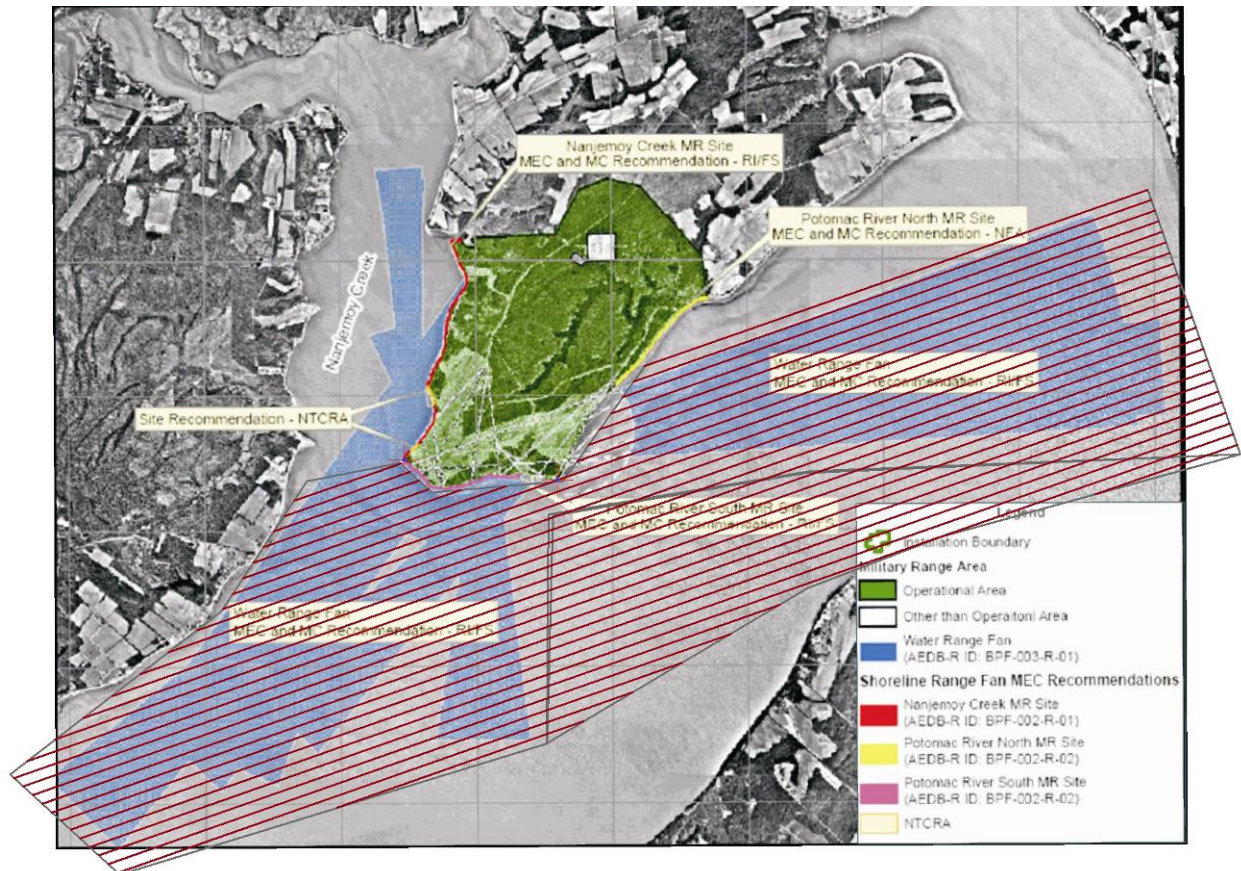 Nanjemoy Creek MR Site
MEC and MC Recommendation - RI/FS
Potomac River North MR Site
MEC and MC Recommendation - NFA
Nanjemoy Creek
Water Range Fan
MEC and MC Recommendation - RI/FS
Site Recommendation - NTCRA
Potomac River South MR Site
MEC and MC Recommendation - RI/FS
Water Range Fan
MEC and MC Recommendation - RI/FS
Legend
Installation Boundary
Military Range Area
Operational Area
Other than Operaitonl Area
Water Range Fan
(AEDB-R ID: BPF-003-R-01)
Shoreline Range Fan MEC Recommendations
Nanjemoy Creek MR Site
(AEDB-R ID: BPF-002-R-01)
Potomac River North MR Site
(AEDB-R ID: BPF-002-R-02)
Potomac River South MR Site
(AEDB-R ID: BPF-002-R-02)
NTCRA